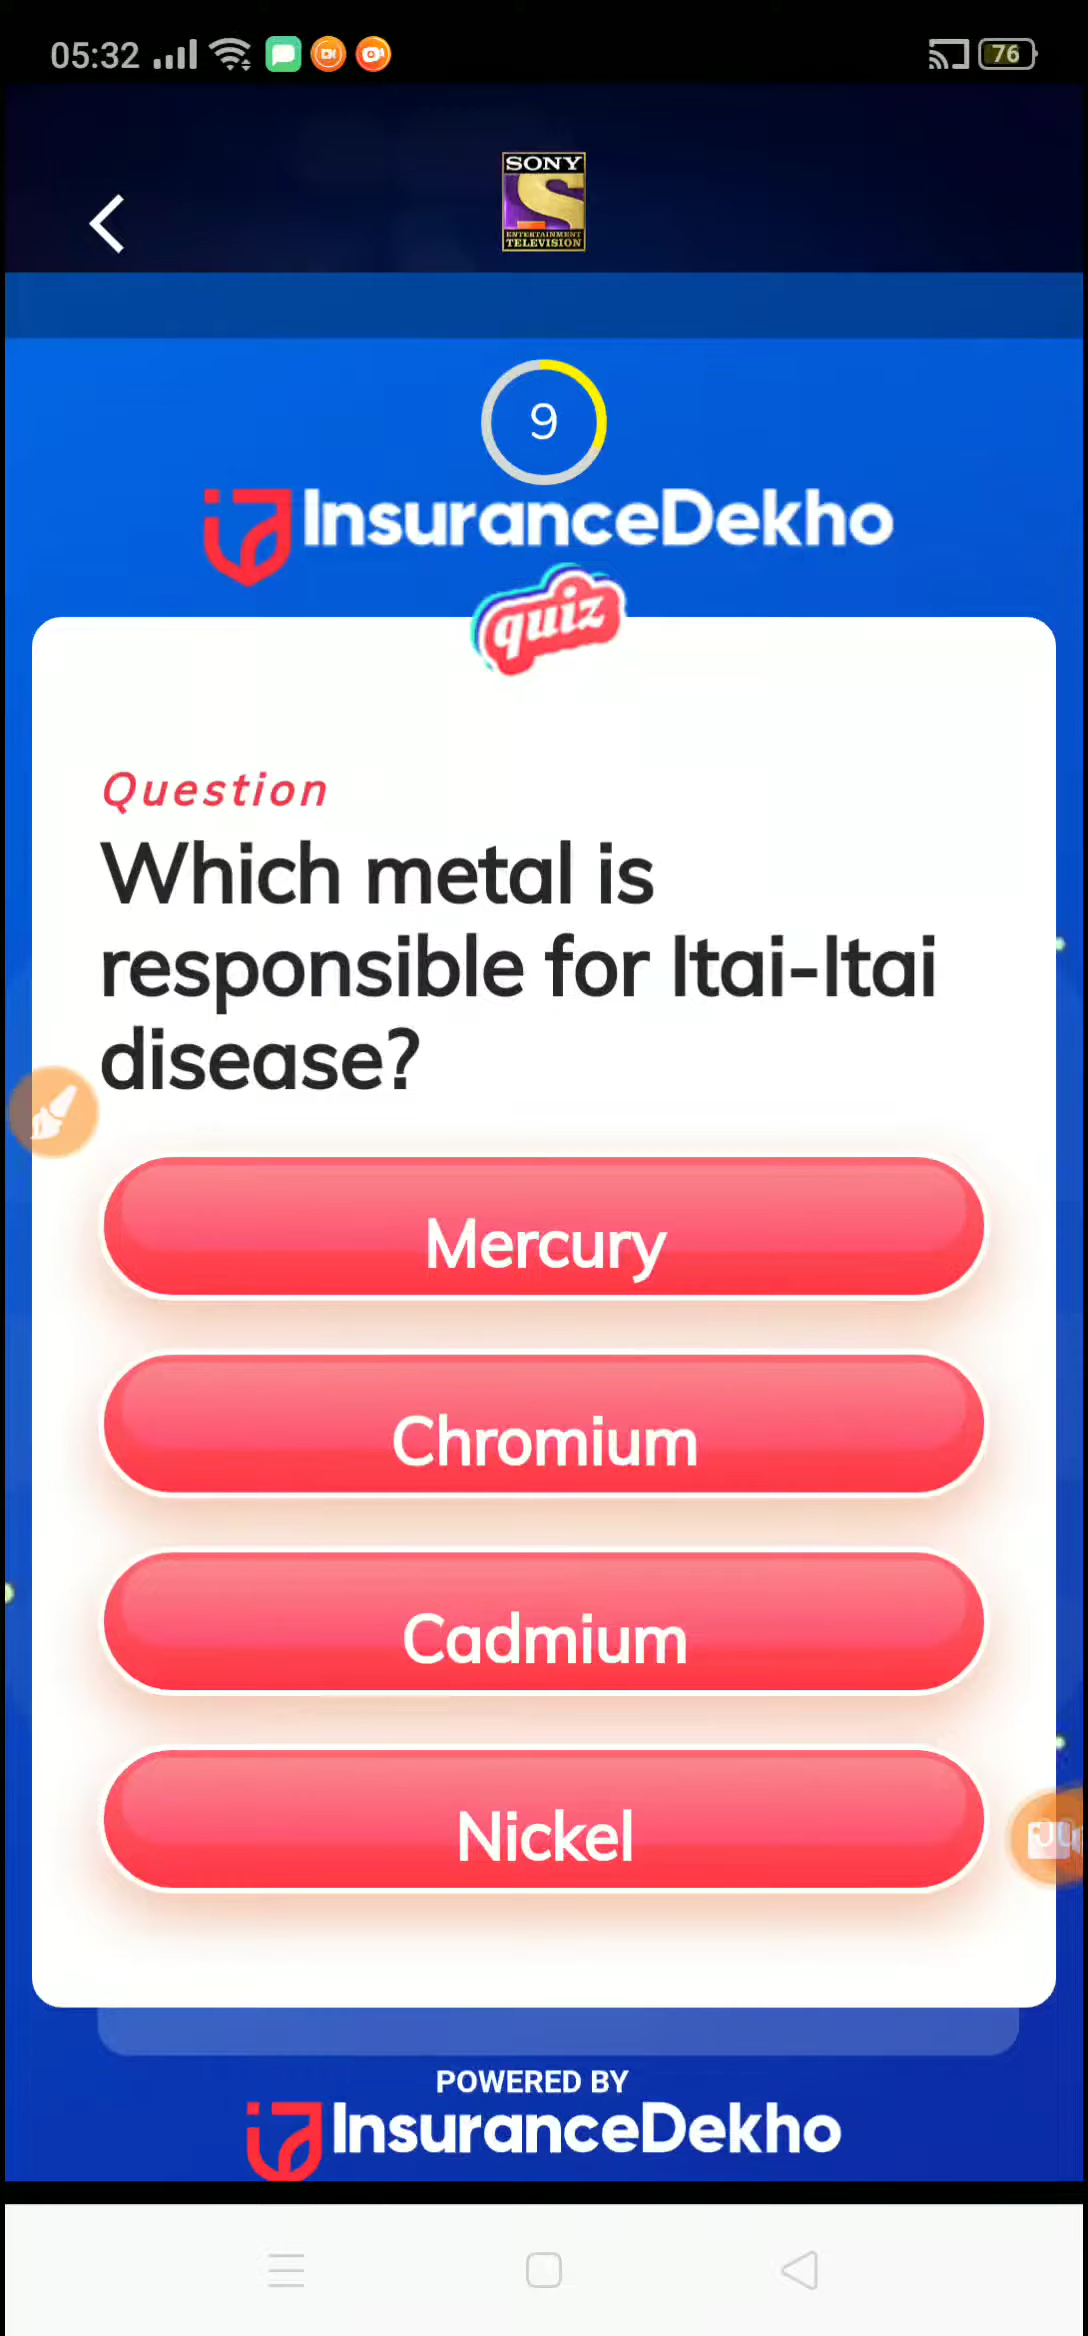 05:32
76
SONY
ENTERTAINMENT
TELEVISION
9
InsuranceDekho
quiz
Question
Which metal is
responsible for Itai-Itai
disease?
Mercury
Chromium
Cadmium
Nickel
POWERED BY
InsuranceDekho